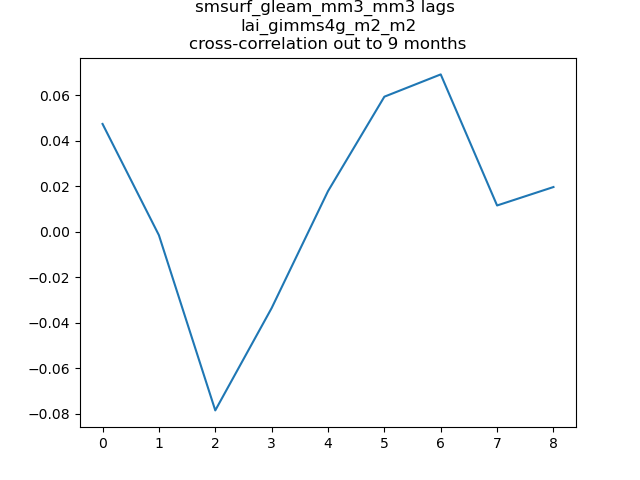 smsurf_gleam_mm3_mm3 lags
lai_gimms4g_m2_m2
cross-correlation out to 9 months
0.06
0.04
0.02
0.00
−0.02
−0.04
−0.06
−0.08
0 1 2 3 4 5 6 7 8